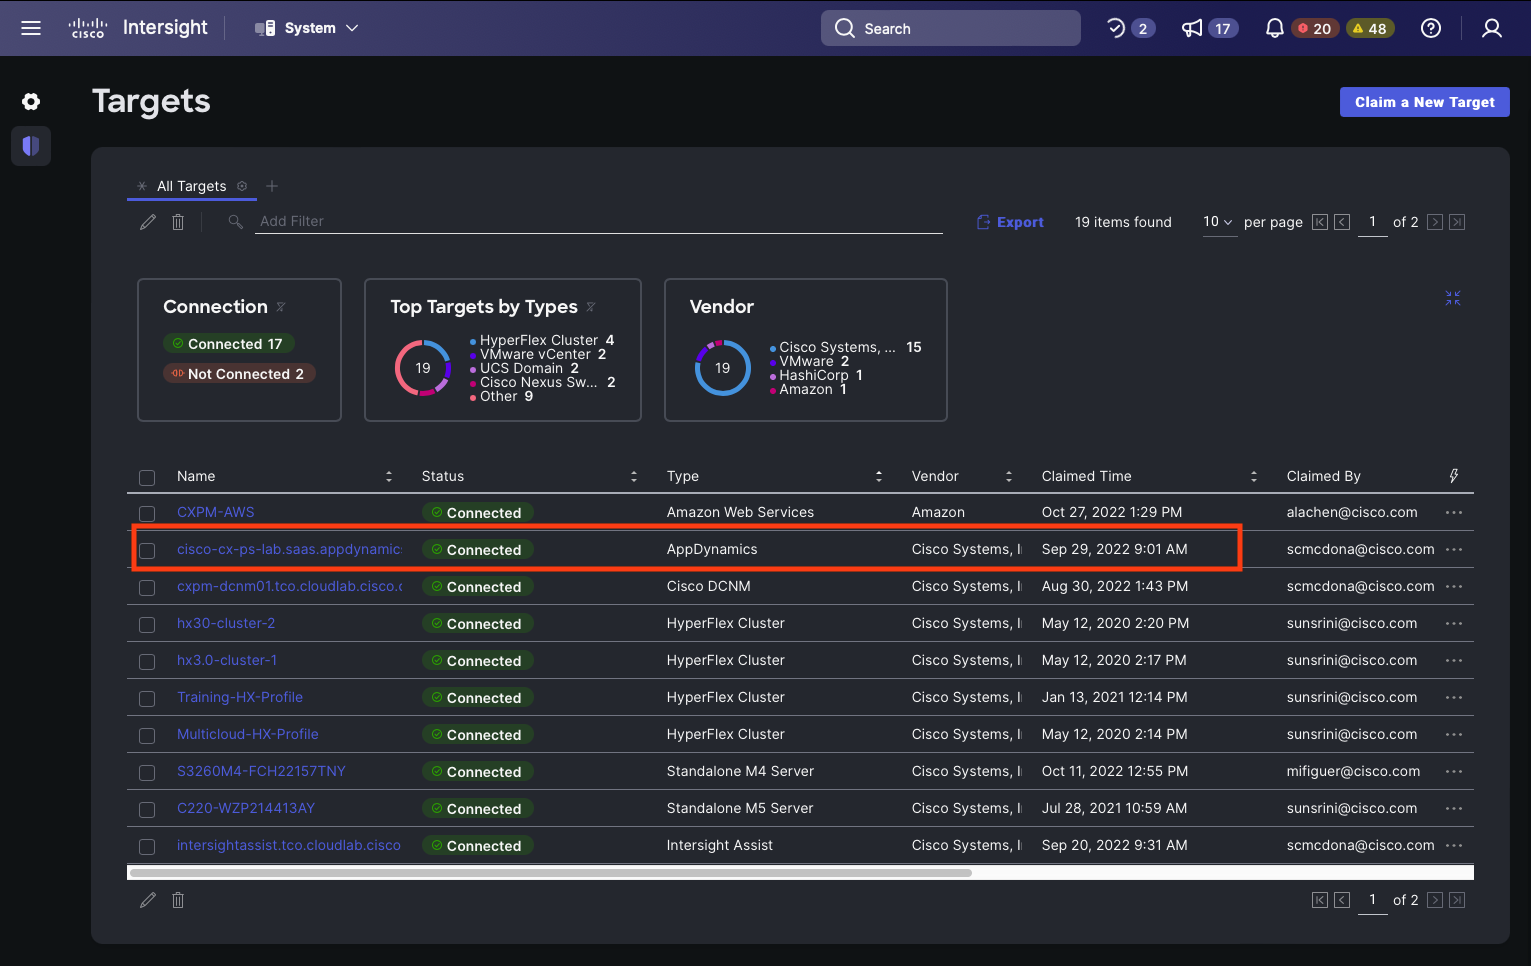 cisco Intersight System Search 2 17 20 48
Targets
Claim a New Target
All Targets
Add Filter Export 19 items found 10 per page 1 of 2
Connection
Connected 17
Not Connected 2
Top Targets by Types
19
HyperFlex Cluster 4
VMware vCenter 2
UCS Domain 2
Cisco Nexus Sw... 2
Other 9
Vendor
19
Cisco Systems, ... 15
VMware 2
HashiCorp 1
Amazon 1
Name Status Type Vendor Claimed Time Claimed By
CXPM-AWS Connected Amazon Web Services Amazon Oct 27, 2022 1:29 PM alachen@cisco.com ...
cisco-cx-ps-lab.saas.appdynamic Connected AppDynamics Cisco Systems, I Sep 29, 2022 9:01 AM scmcdona@cisco.com ...
cxpm-dcnm01.tco.cloudlab.cisco.c Connected Cisco DCNM Cisco Systems, I Aug 30, 2022 1:43 PM scmcdona@cisco.com ...
hx30-cluster-2 Connected HyperFlex Cluster Cisco Systems, I May 12, 2020 2:20 PM sunsrini@cisco.com ...
hx3.0-cluster-1 Connected HyperFlex Cluster Cisco Systems, I May 12, 2020 2:17 PM sunsrini@cisco.com ...
Training-HX-Profile Connected HyperFlex Cluster Cisco Systems, I Jan 13, 2021 12:14 PM sunsrini@cisco.com ...
Multicloud-HX-Profile Connected HyperFlex Cluster Cisco Systems, I May 12, 2020 2:14 PM sunsrini@cisco.com ...
S3260M4-FCH22157TNY Connected Standalone M4 Server Cisco Systems, I Oct 11, 2022 12:55 PM mifiguer@cisco.com ...
C220-WZP214413AY Connected Standalone M5 Server Cisco Systems, I Jul 28, 2021 10:59 AM sunsrini@cisco.com ...
intersightassist.tco.cloudlab.cisco Connected Intersight Assist Cisco Systems, I Sep 20, 2022 9:31 AM scmcdona@cisco.com ...
1 of 2